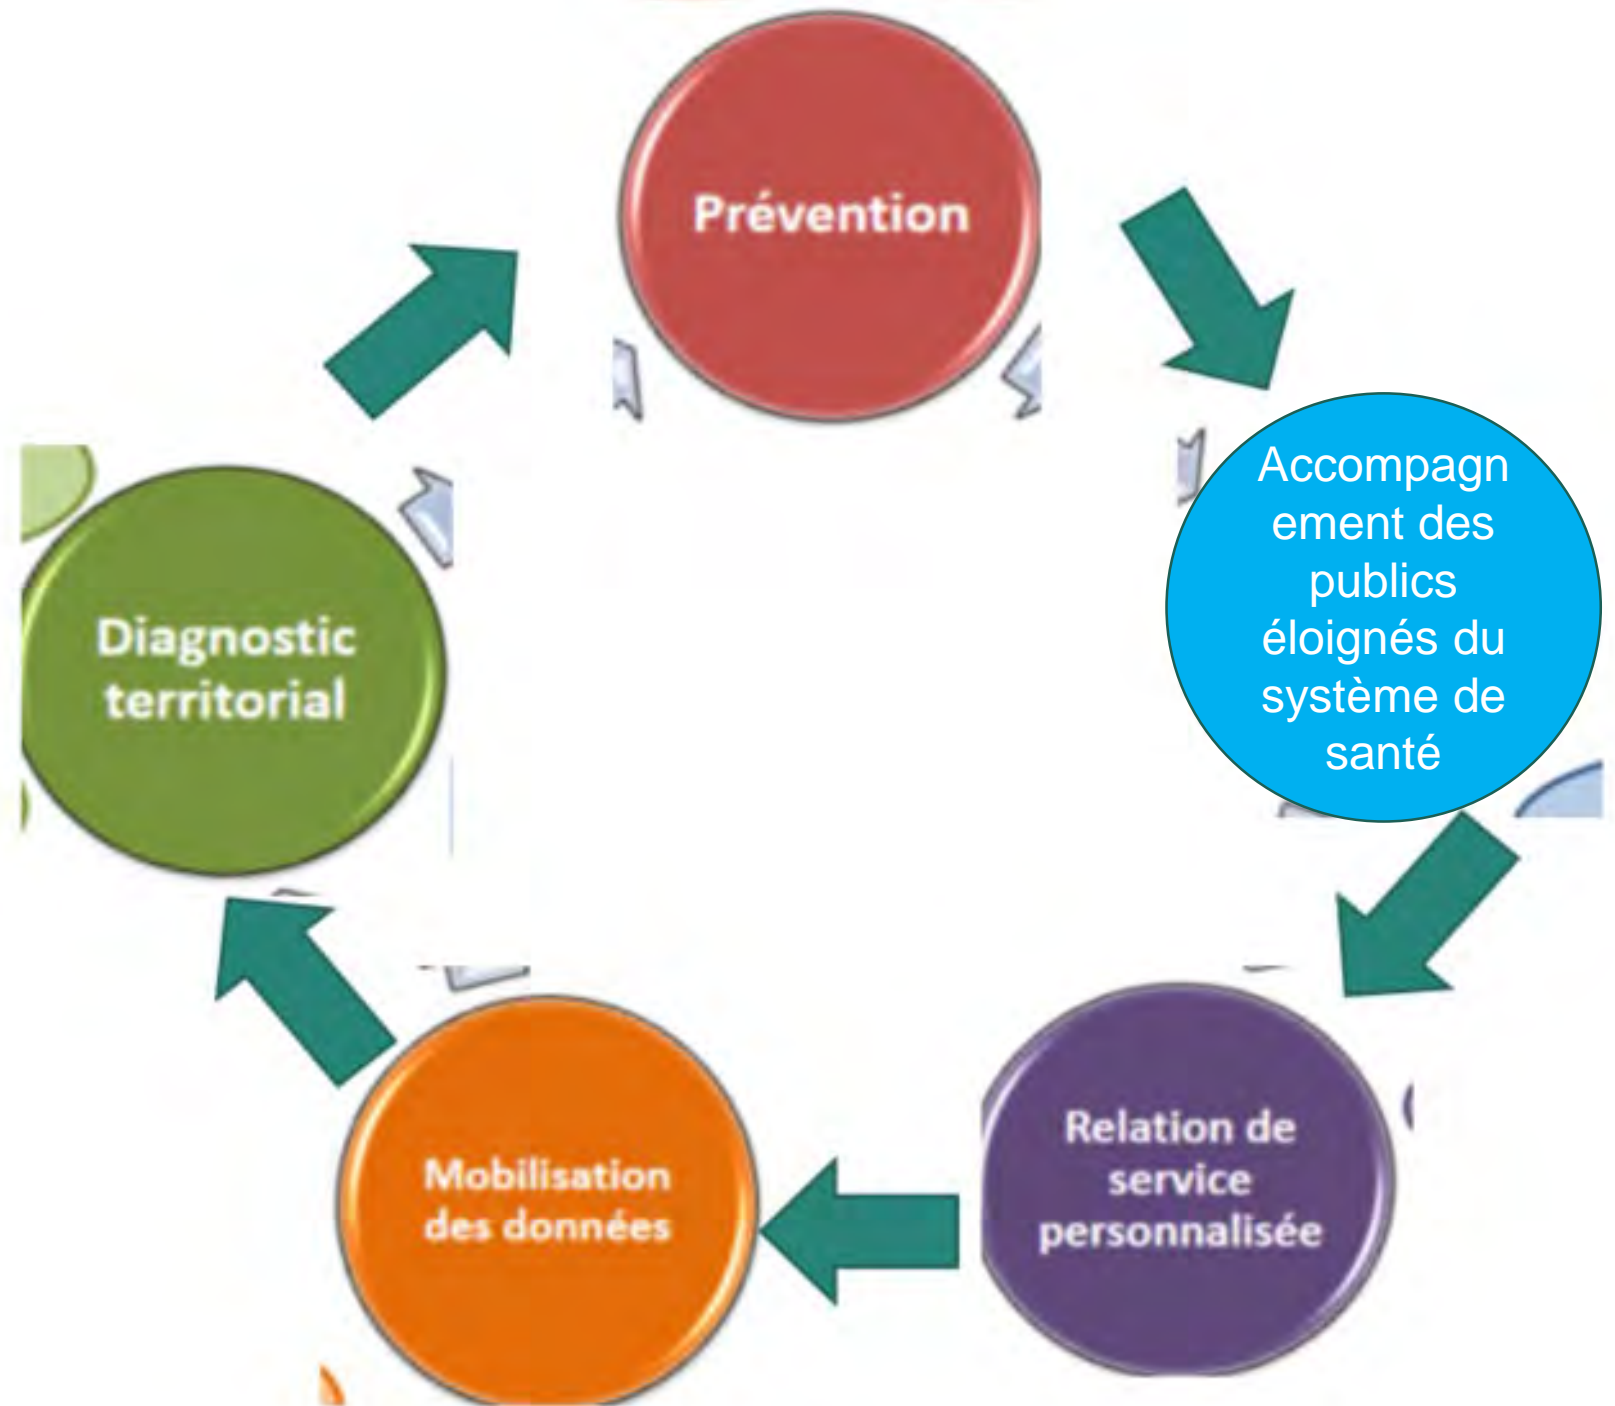 Prévention
Accompagn
ement des
publics
éloignés du
système de
santé
Diagnostic
territorial
Relation de
service
personnalisée
Mobilisation
des données